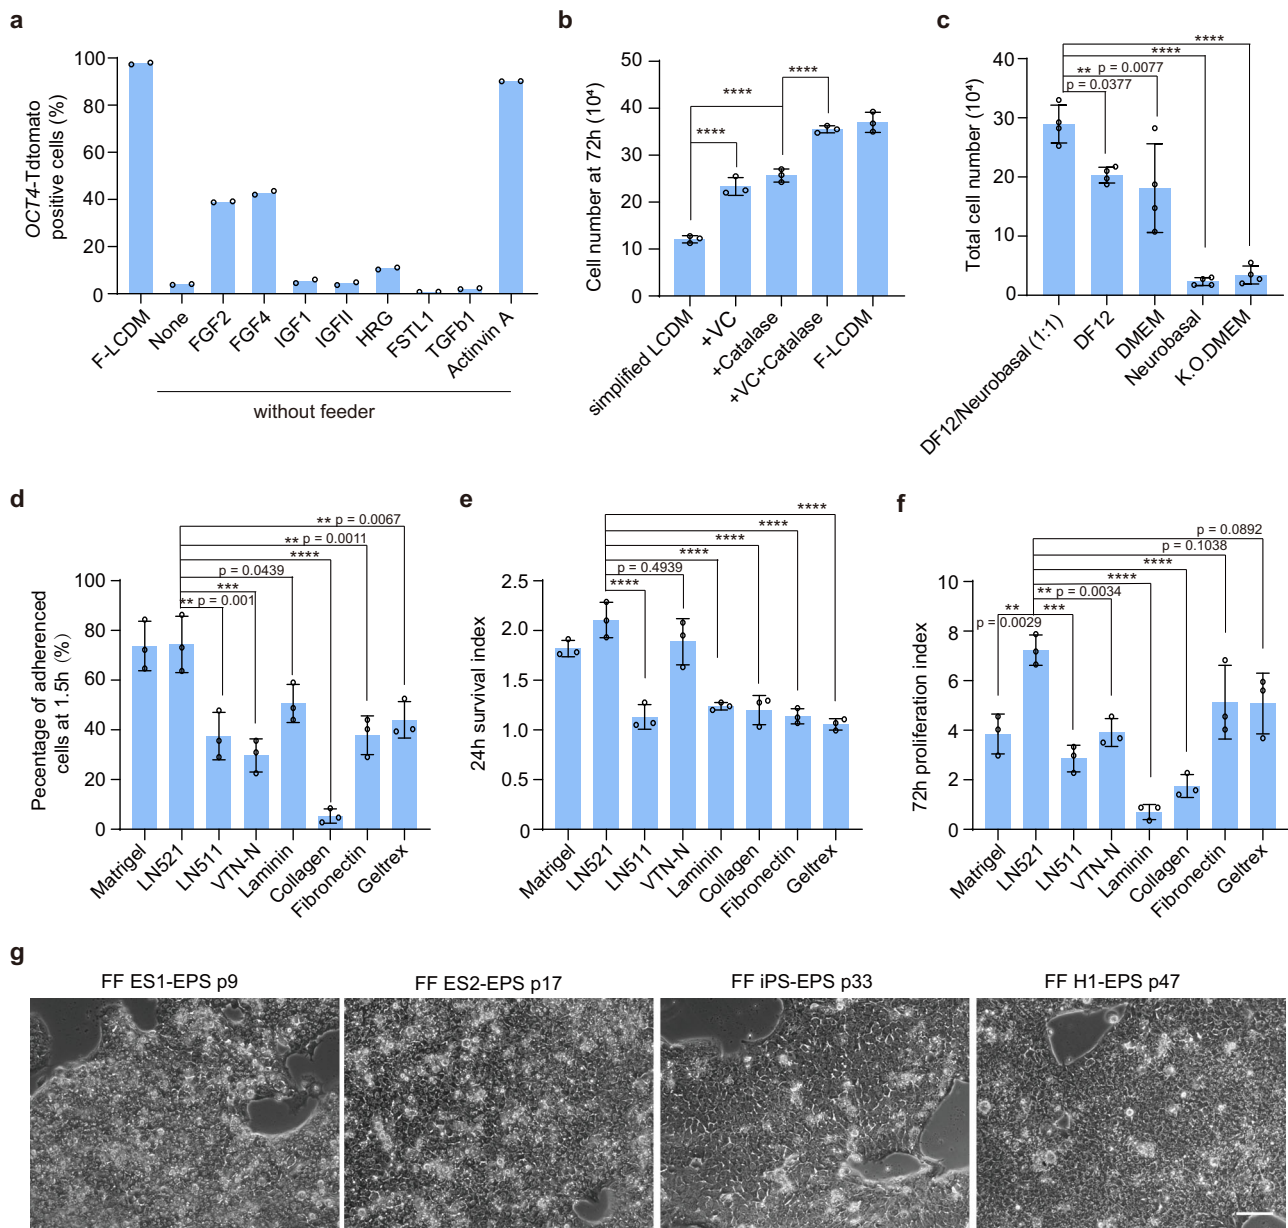 a
OCT4-Tdtomato
positive cells (%)
100
80
60
40
20
0
F-LCDM
None
FGF2
FGF4
IGF1
IGFII
HRG
FSTL1
TGFb1
Actinvin A
without feeder
b
Cell number at 72h (10⁴)
50
40
30
20
10
0
****
****
****
simplified LCDM
+VC
+Catalase
+VC+Catalase
F-LCDM
c
Total cell number (10⁴)
40
30
20
10
0
****
****
** p = 0.0077
p = 0.0377
DF12/Neurobasal (1:1)
DF12
DMEM
Neurobasal
K.O.DMEM
d
Pecentage of adherenced
cells at 1.5h (%)
100
80
60
40
20
0
** p = 0.0067
** p = 0.0011
****
p = 0.0439
***
** p = 0.001
Matrigel
LN521
LN511
VTN-N
Laminin
Collagen
Fibronectin
Geltrex
e
24h survival index
2.5
2.0
1.5
1.0
0.5
0
****
****
****
****
p = 0.4939
****
Matrigel
LN521
LN511
VTN-N
Laminin
Collagen
Fibronectin
Geltrex
f
72h proliferation index
10
8
6
4
2
0
p = 0.0892
p = 0.1038
****
****
** p = 0.0034
** ***
p = 0.0029
Matrigel
LN521
LN511
VTN-N
Laminin
Collagen
Fibronectin
Geltrex
g
FF ES1-EPS p9
FF ES2-EPS p17
FF iPS-EPS p33
FF H1-EPS p47